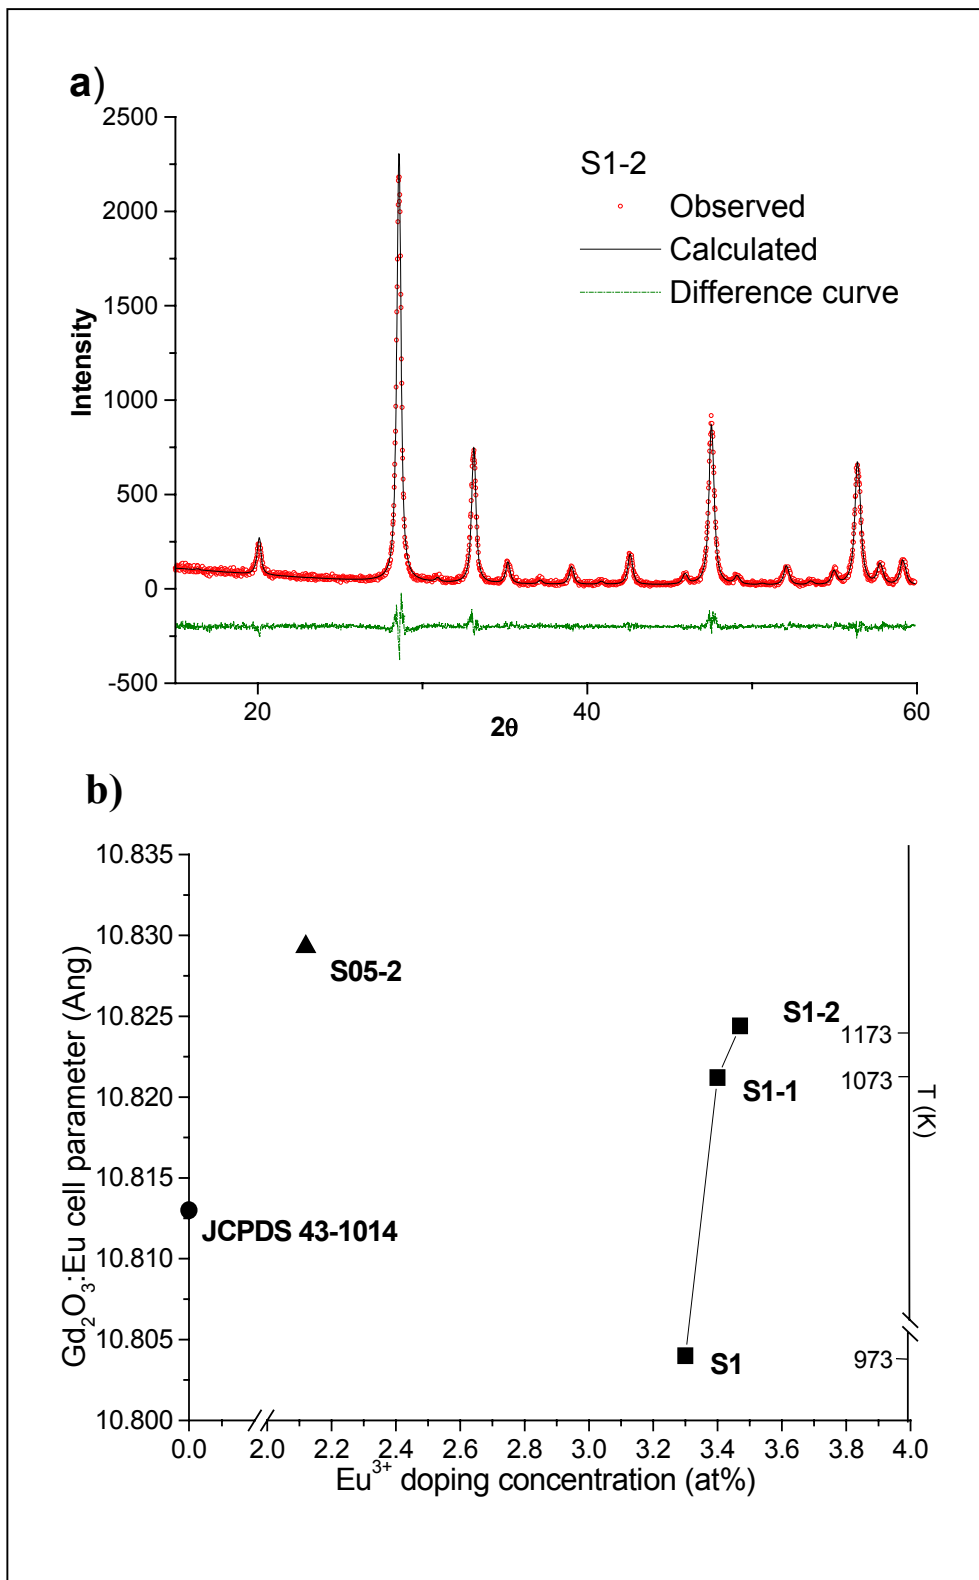 a)
2500
2000
1500
1000
500
0
-500
Intensity
S1-2
Observed
Calculated
Difference curve
20
40
60
2θ
b)
10.835
10.830
10.825
10.820
10.815
10.810
10.805
10.800
Gd₂O₃:Eu cell parameter (Ang)
S05-2
S1-2
S1-1
JCPDS 43-1014
S1
1173
1073
973
T (K)
0.0 2.0 2.2 2.4 2.6 2.8 3.0 3.2 3.4 3.6 3.8 4.0
Eu³⁺ doping concentration (at%)